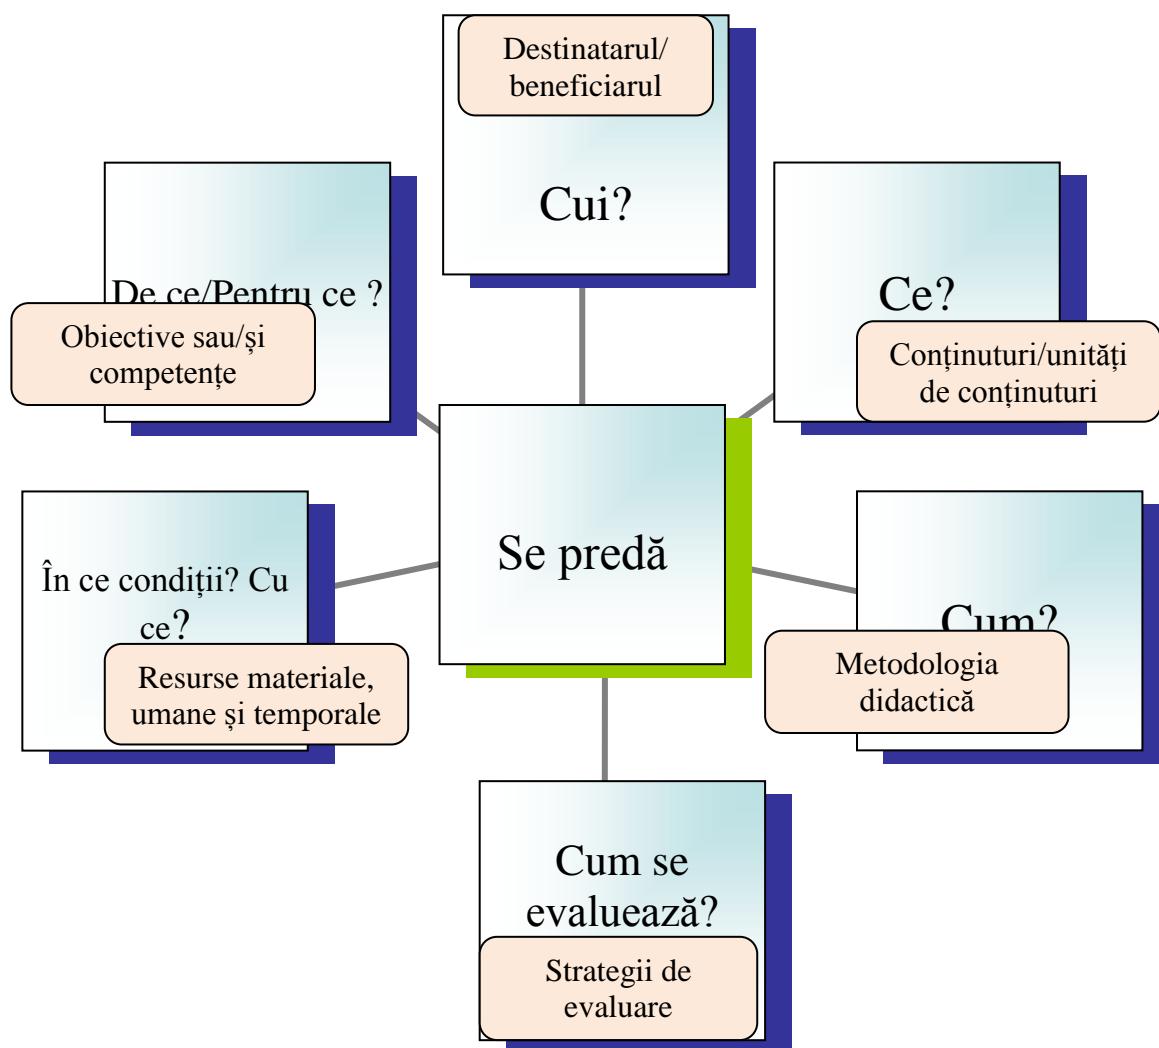 Destinatarul/
beneficiarul
Cui?
De ce/Pentru ce ?
Obiective sau/și
competențe
Ce?
Conținuturi/unități
de conținuturi
Se predă
În ce condiții? Cu
ce?
Resurse materiale,
umane și temporale
Cum?
Metodologia
didactică
Cum se
evaluează?
Strategii de
evaluare